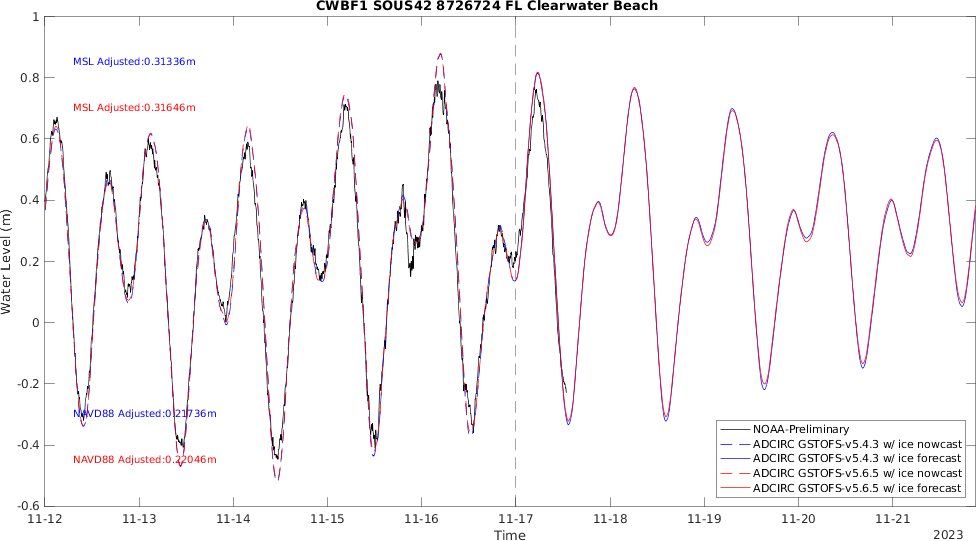 CWBF1 SOUS42 8726724 FL Clearwater Beach
1
0.8
0.6
0.4
0.2
0
-0.2
-0.4
-0.6
Water Level (m)
MSL Adjusted:0.31336m
MSL Adjusted:0.31646m
NAVD88 Adjusted:0.21736m
NAVD88 Adjusted:0.22046m
NOAA-Preliminary
ADCIRC GSTOFS-v5.4.3 w/ ice nowcast
ADCIRC GSTOFS-v5.4.3 w/ ice forecast
ADCIRC GSTOFS-v5.6.5 w/ ice nowcast
ADCIRC GSTOFS-v5.6.5 w/ ice forecast
11-12 11-13 11-14 11-15 11-16 11-17 11-18 11-19 11-20 11-21
Time
2023